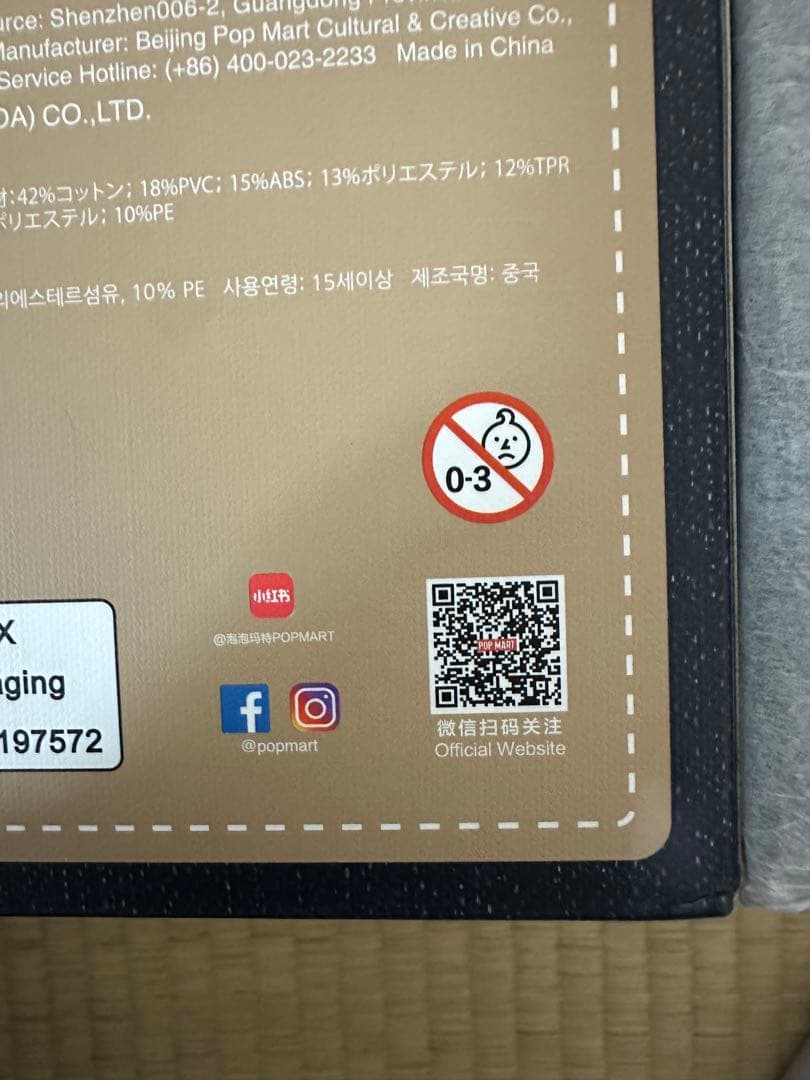 urce: Shenzhen006-2, Guangdong
Manufacturer: Beijing Pop Mart Cultural & Creative Co.,
Service Hotline: (+86) 400-023-2233 Made in China
DA) CO.,LTD.
材:42%コットン; 18%PVC; 15%ABS; 13%ポリエステル; 12%TPR
ポリエステル; 10%PE
리에스테르섬유, 10% PE 사용연령: 15세이상 제조국명: 중국
0-3
小红书
@泡泡玛特POPMART
POP MART
X
aging
197572
@popmart
微信扫码关注
Official Website